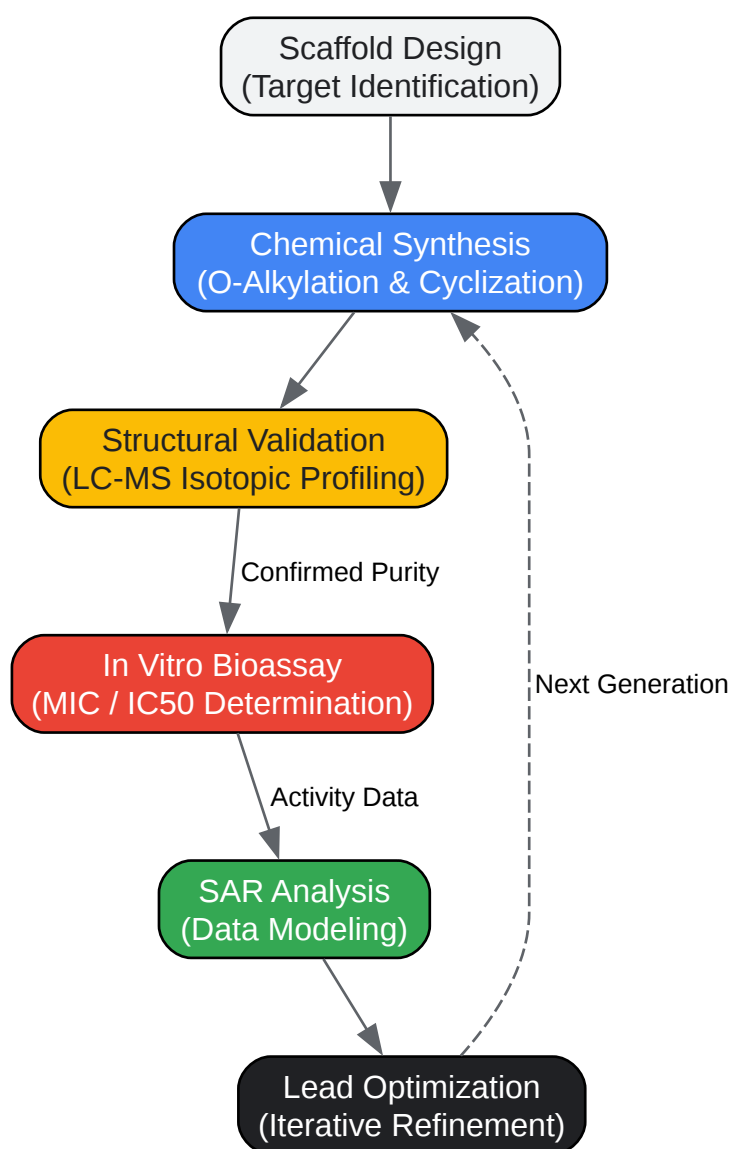 Scaffold Design
(Target Identification)
Chemical Synthesis
(O-Alkylation & Cyclization)
Structural Validation
(LC-MS Isotopic Profiling)
Confirmed Purity
In Vitro Bioassay
(MIC / IC50 Determination)
Next Generation
Activity Data
SAR Analysis
(Data Modeling)
Lead Optimization
(Iterative Refinement)